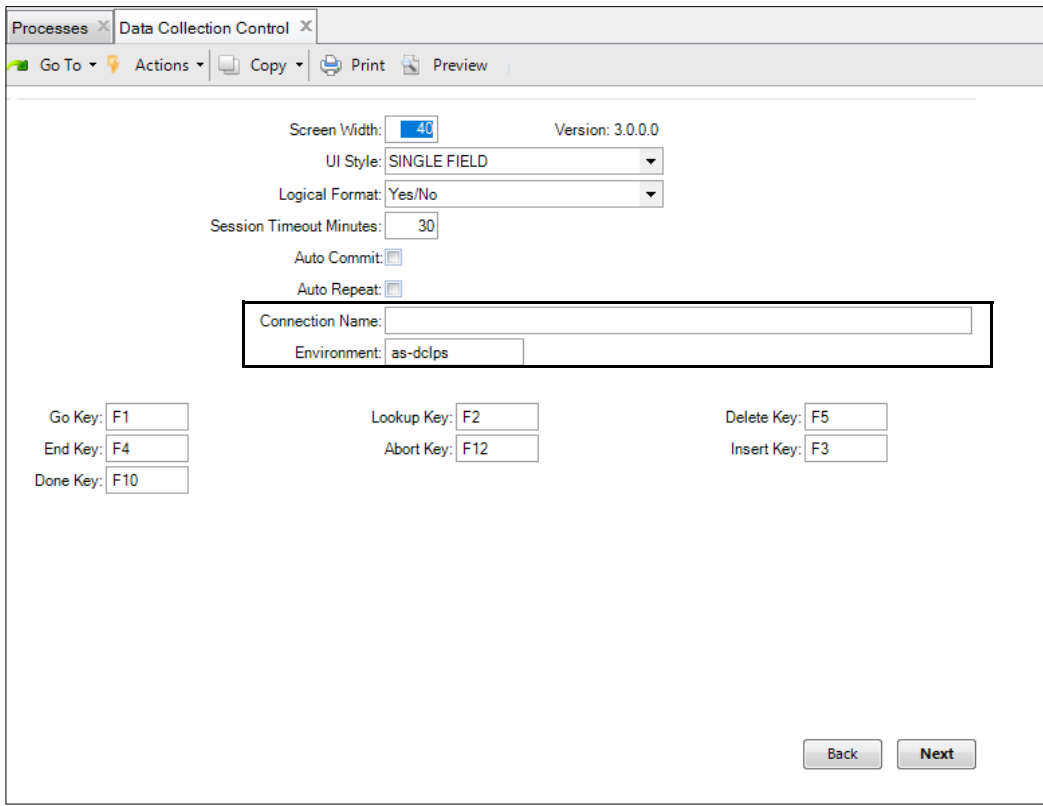 Processes Data Collection Control
Go To Actions Copy Print Preview
Screen Width: 40 Version: 3.0.0.0
UI Style: SINGLE FIELD
Logical Format: Yes/No
Session Timeout Minutes: 30
Auto Commit:
Auto Repeat:
Connection Name:
Environment: as-dclps
Go Key: F1 Lookup Key: F2 Delete Key: F5
End Key: F4 Abort Key: F12 Insert Key: F3
Done Key: F10
Back Next